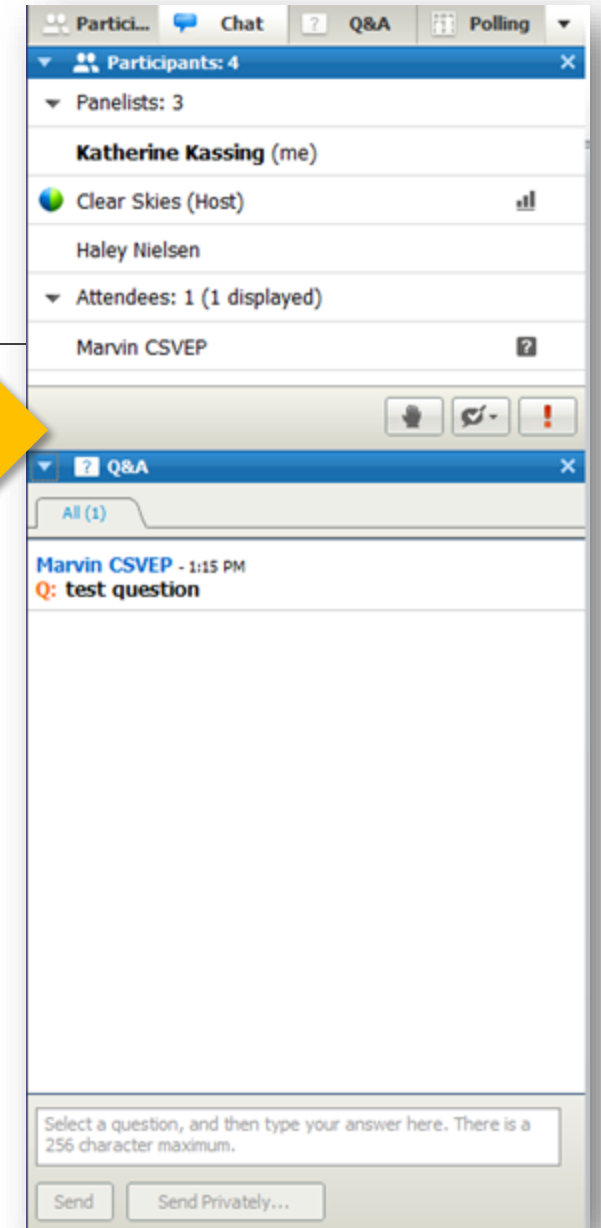 Partici... Chat ? Q&A Polling
Participants: 4
Panelists: 3
Katherine Kassing (me)
Clear Skies (Host)
Haley Nielsen
Attendees: 1 (1 displayed)
Marvin CSVEP ?
!
? Q&A
All (1)
Marvin CSVEP - 1:15 PM
Q: test question
Select a question, and then type your answer here. There is a
256 character maximum.
Send Send Privately...